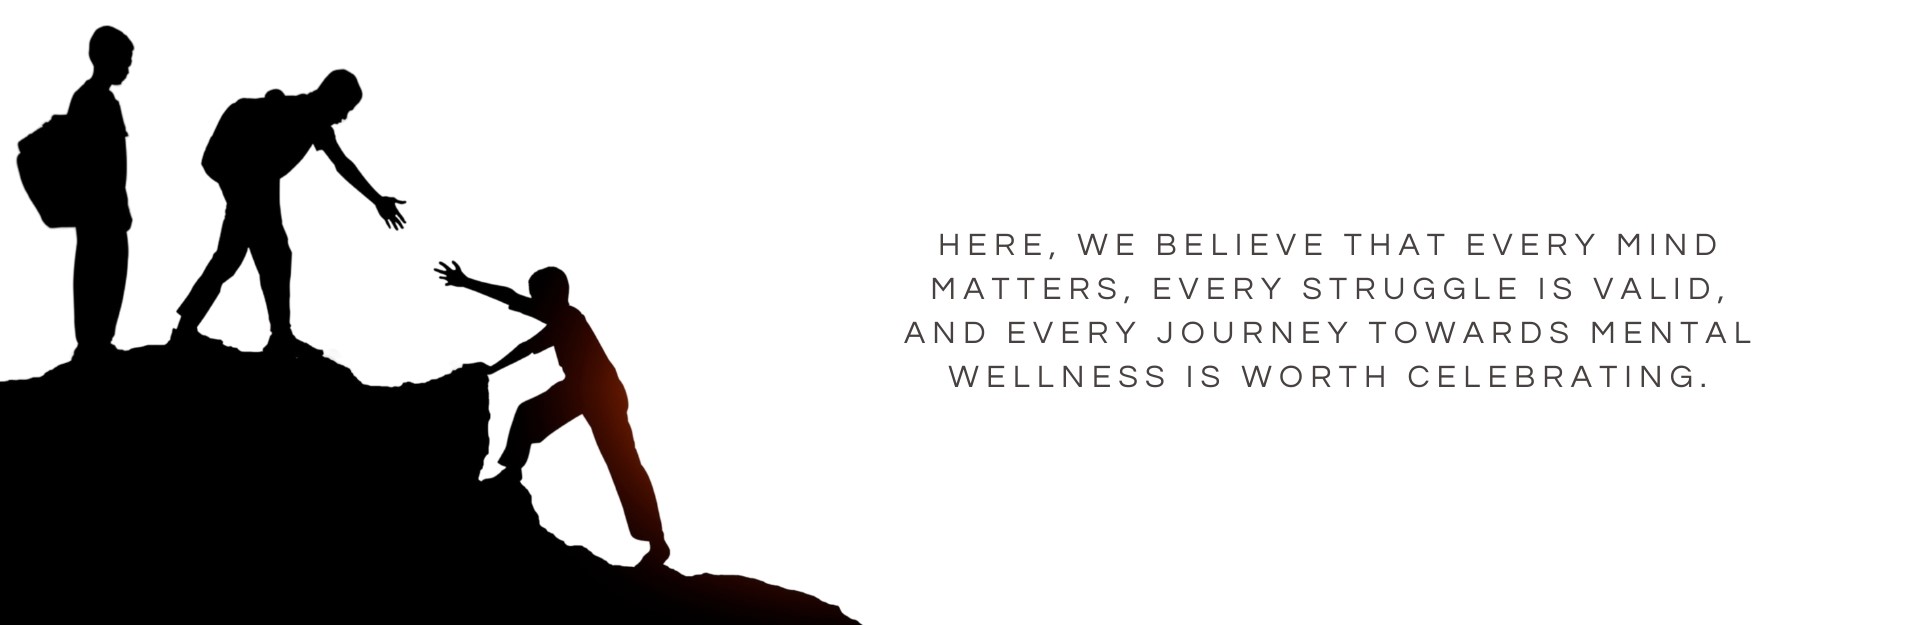 HERE, WE BELIEVE THAT EVERY MIND
MATTERS, EVERY STRUGGLE IS VALID,
AND EVERY JOURNEY TOWARDS MENTAL
WELLNESS IS WORTH CELEBRATING.